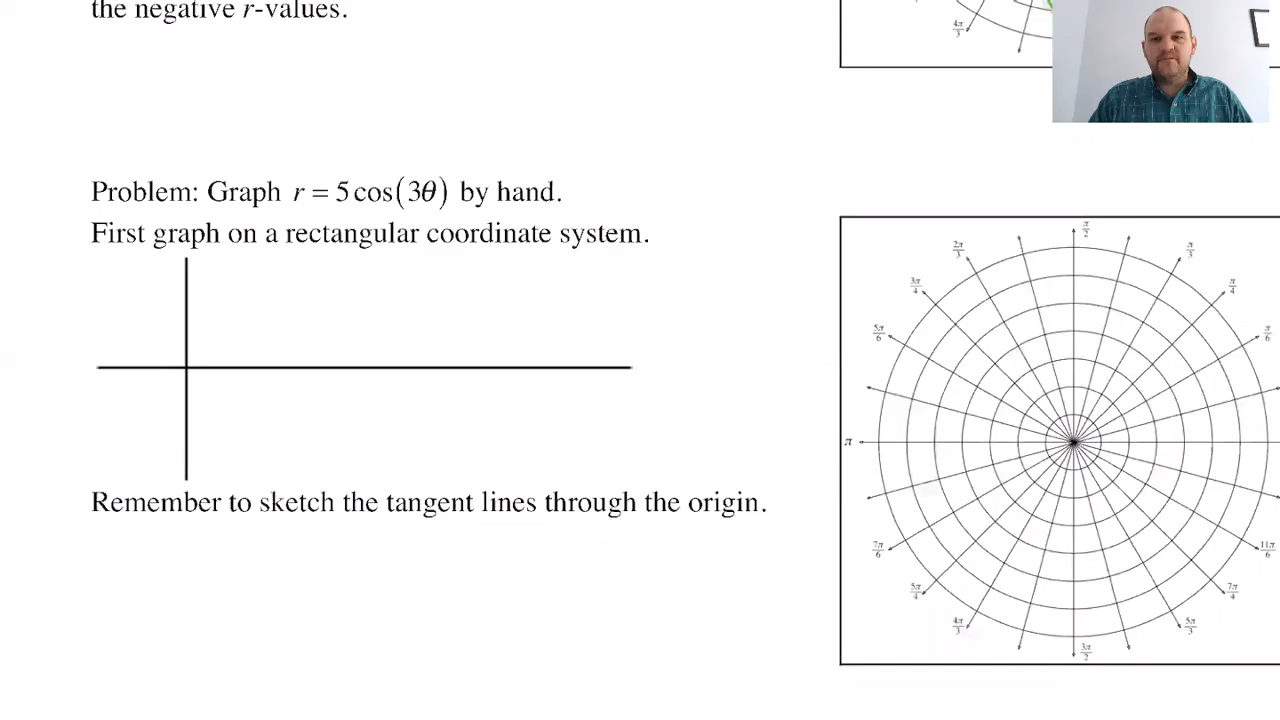 the negative r-values.
4π/3
Problem: Graph r = 5 cos(3θ) by hand.
First graph on a rectangular coordinate system.
π/2
2π/3
π/3
3π/4
π/4
5π/6
π/6
π
7π/6
11π/6
5π/4
7π/4
4π/3
5π/3
3π/2
Remember to sketch the tangent lines through the origin.